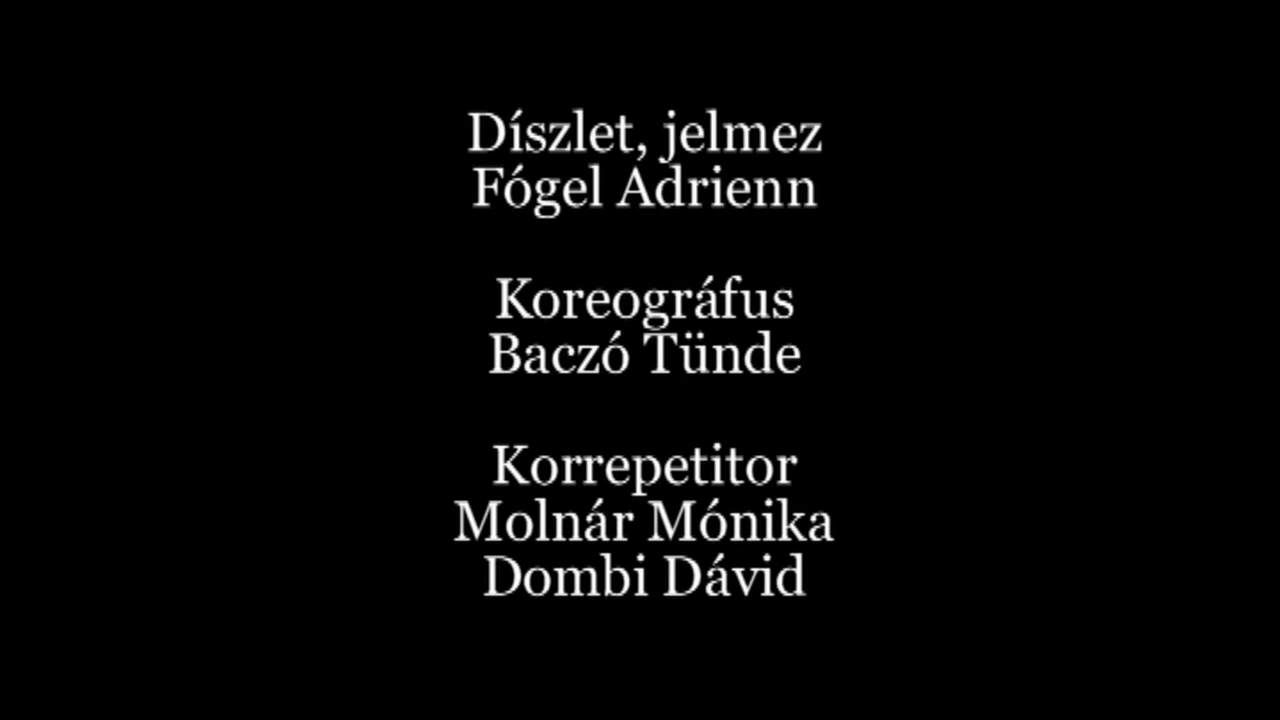 Díszlet, jelmez
Fógel Adrienn
Koreográfus
Baczó Tünde
Korrepetitor
Molnár Mónika
Dombi Dávid